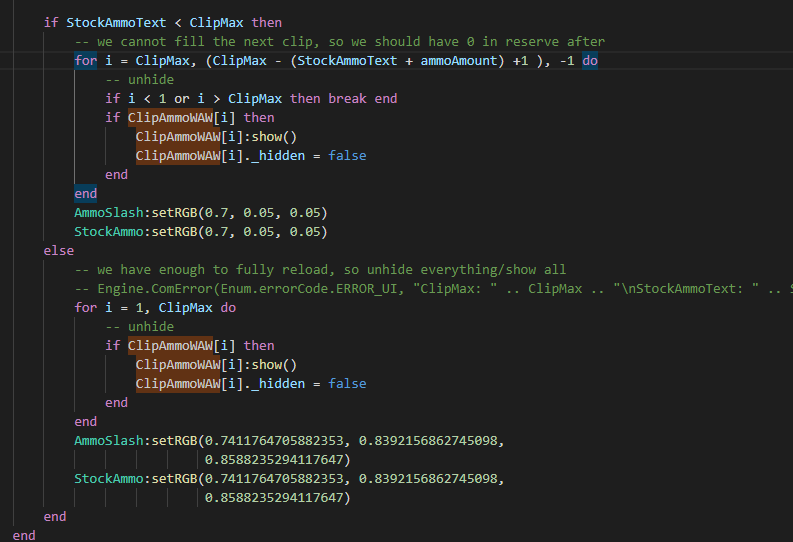 if StockAmmoText < ClipMax then
-- we cannot fill the next clip, so we should have 0 in reserve after
for i = ClipMax, (ClipMax - (StockAmmoText + ammoAmount) +1 ), -1 do
-- unhide
if i < 1 or i > ClipMax then break end
if ClipAmmoWAW[i] then
ClipAmmoWAW[i]:show()
ClipAmmoWAW[i]._hidden = false
end
end
AmmoSlash:setRGB(0.7, 0.05, 0.05)
StockAmmo:setRGB(0.7, 0.05, 0.05)
else
-- we have enough to fully reload, so unhide everything/show all
-- Engine.ComError(Enum.errorCode.ERROR_UI, "ClipMax: " .. ClipMax .. "\nStockAmmoText: " ..
for i = 1, ClipMax do
-- unhide
if ClipAmmoWAW[i] then
ClipAmmoWAW[i]:show()
ClipAmmoWAW[i]._hidden = false
end
end
AmmoSlash:setRGB(0.7411764705882353, 0.8392156862745098,
0.8588235294117647)
StockAmmo:setRGB(0.7411764705882353, 0.8392156862745098,
0.8588235294117647)
end
end